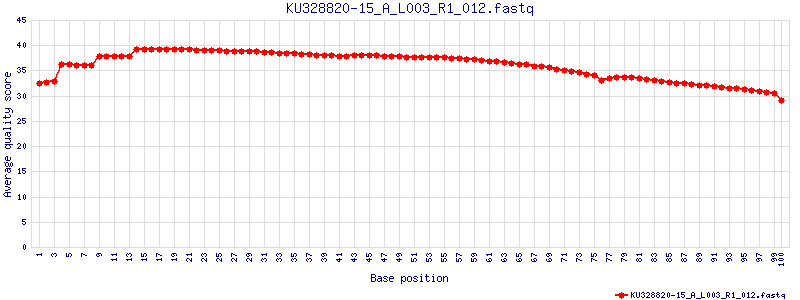 KU328820-15_A_L003_R1_012.fastq
Average quality score
45
40
35
30
25
20
15
10
5
0
1 3 5 7 9 11 13 15 17 19 21 23 25 27 29 31 33 35 37 39 41 43 45 47 49 51 53 55 57 59 61 63 65 67 69 71 73 75 77 79 81 83 85 87 89 91 93 95 97 99 100
Base position
KU328820-15_A_L003_R1_012.fastq